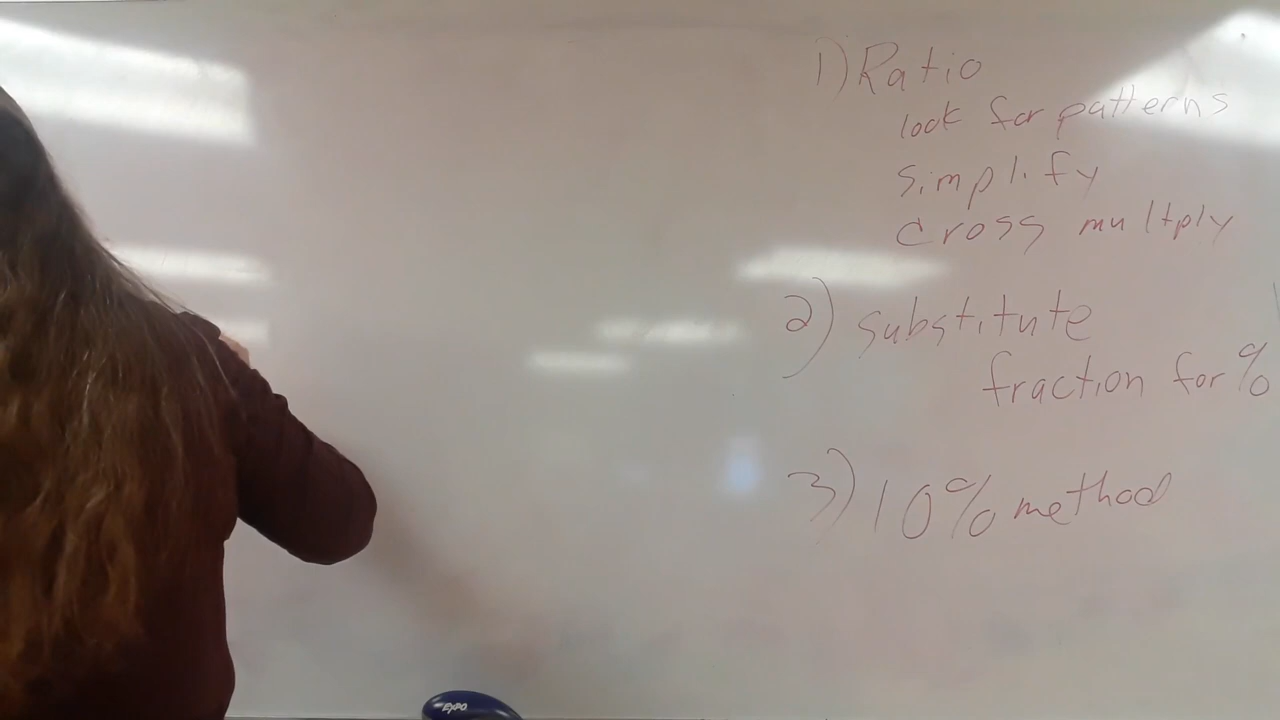 1) Ratio
look for patterns
simplify
cross multply
2) substitute
fraction for %
3) 10% method
EXPO